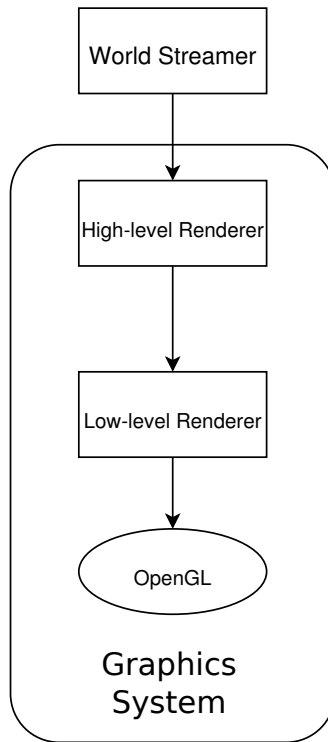 World Streamer
High-level Renderer
Low-level Renderer
OpenGL
Graphics
System